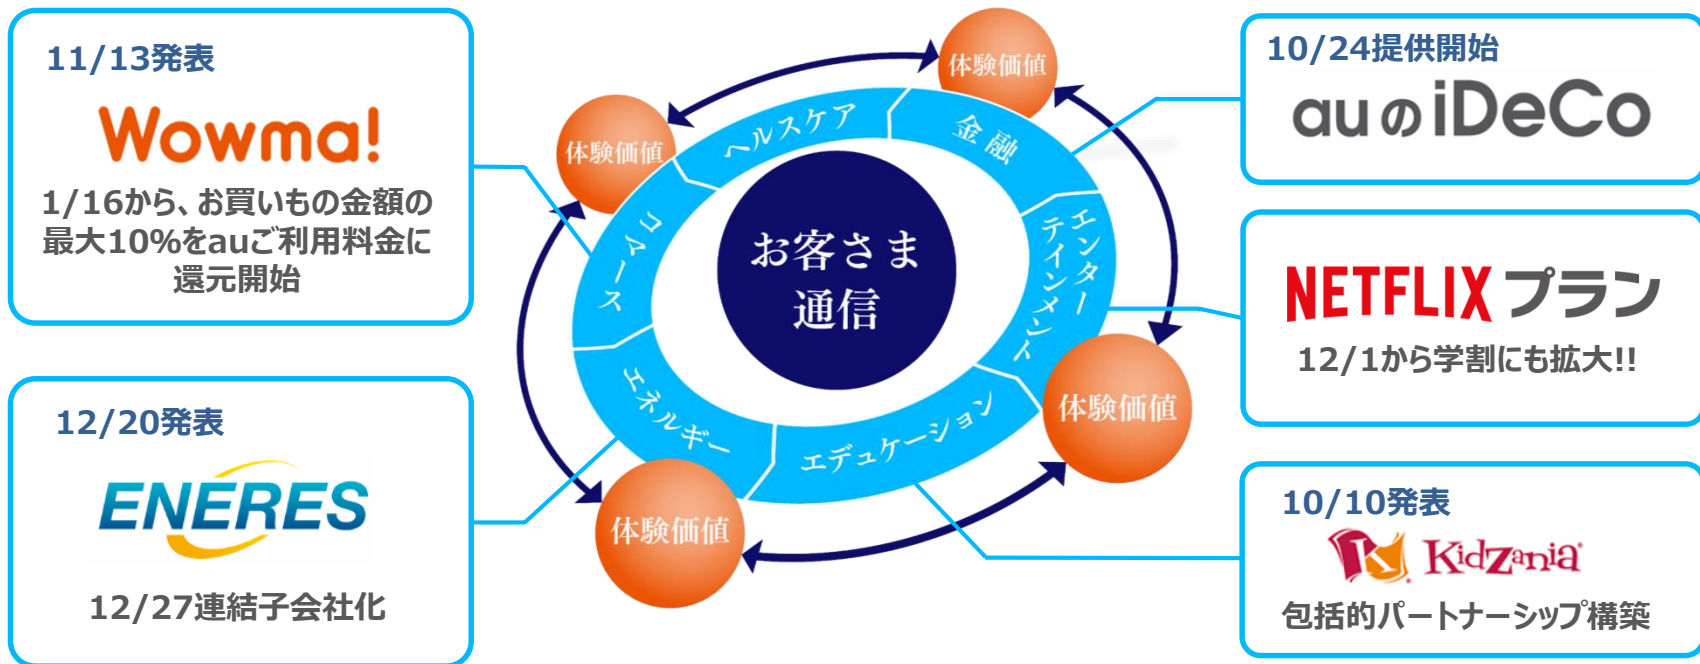 11/13発表
Wowma!
1/16から、お買いもの金額の
最大10%をauご利用料金に
還元開始
12/20発表
ENERES
12/27連結子会社化
体験価値
体験価値
体験価値
体験価値
ヘルスケア
金融
コマース
エンター
テインメント
エネルギー
エデュケーション
お客さま
通信
10/24提供開始
auのiDeCo
NETFLIXプラン
12/1から学割にも拡大!!
10/10発表
KidZania
包括的パートナーシップ構築